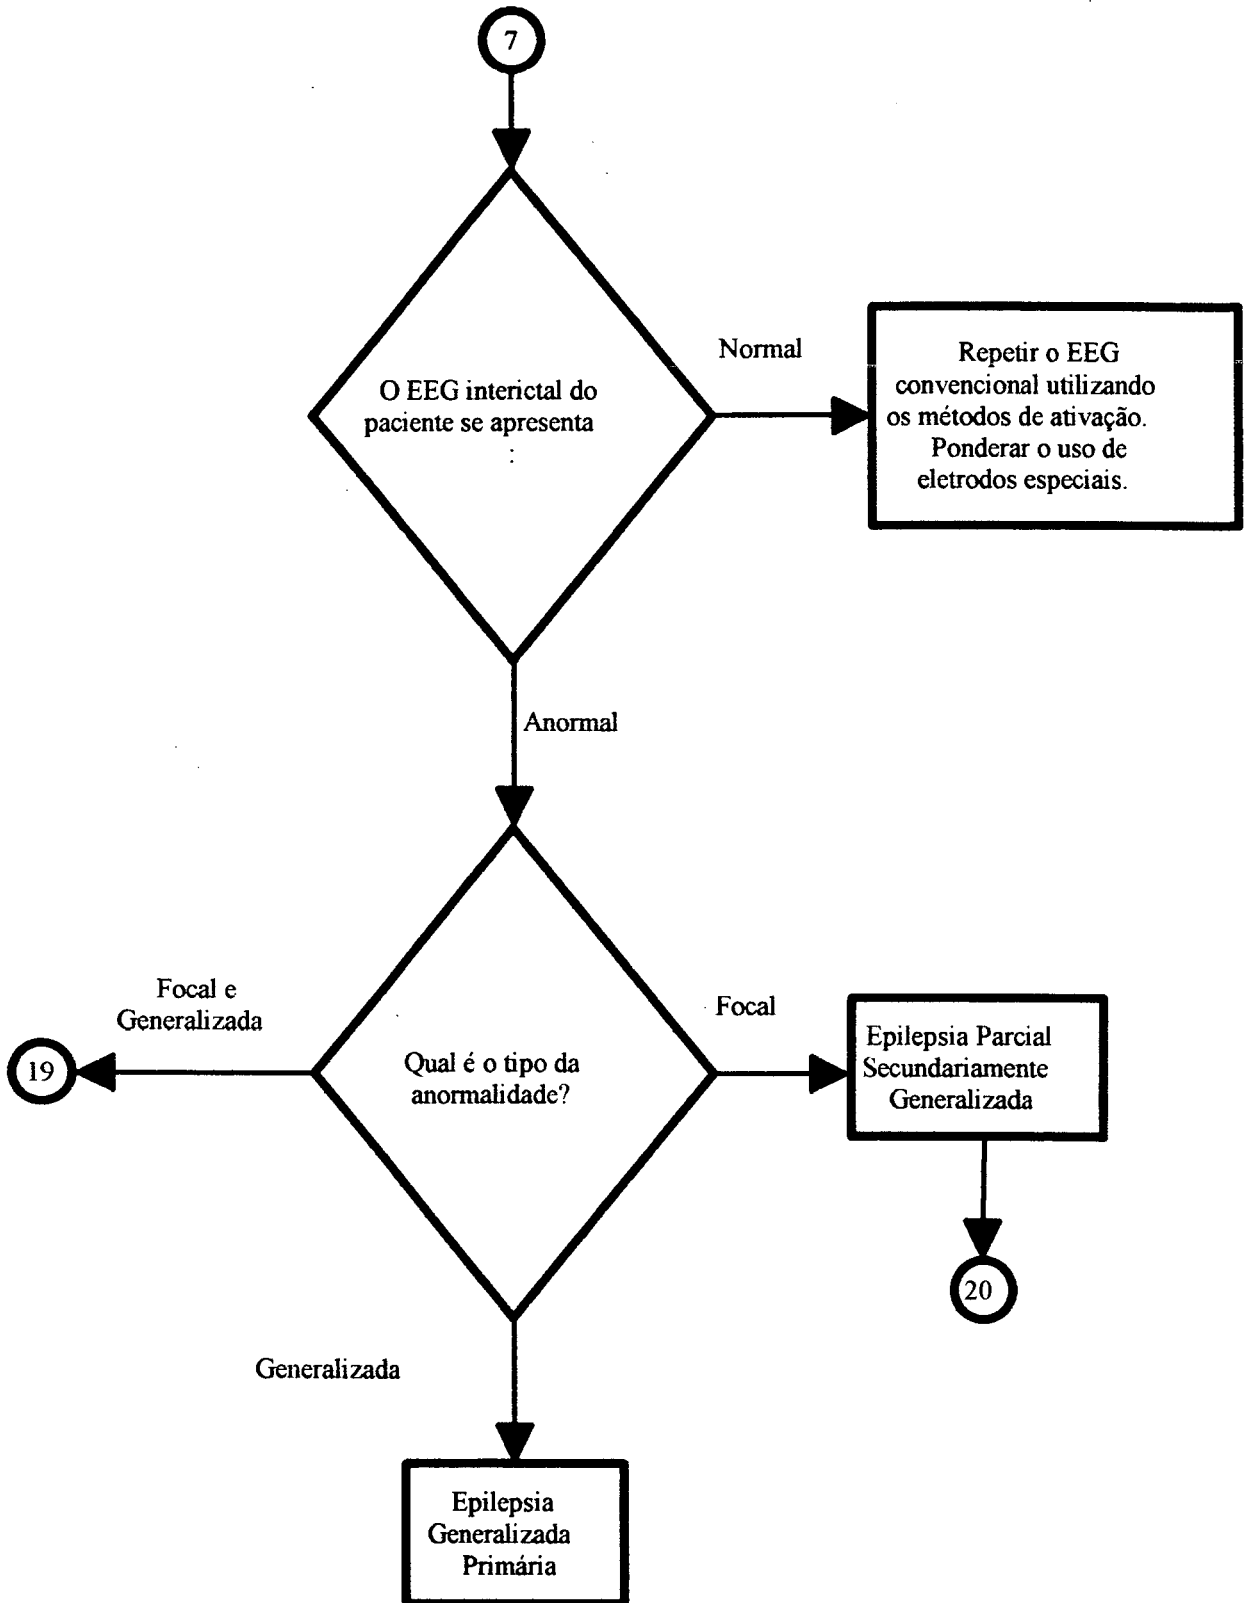 7
O EEG interictal do
paciente se apresenta
:
Normal
Repetir o EEG
convencional utilizando
os métodos de ativação.
Ponderar o uso de
eletrodos especiais.
Anormal
Qual é o tipo da
anormalidade?
Focal e
Generalizada
19
Focal
Epilepsia Parcial
Secundariamente
Generalizada
20
Generalizada
Epilepsia
Generalizada
Primária